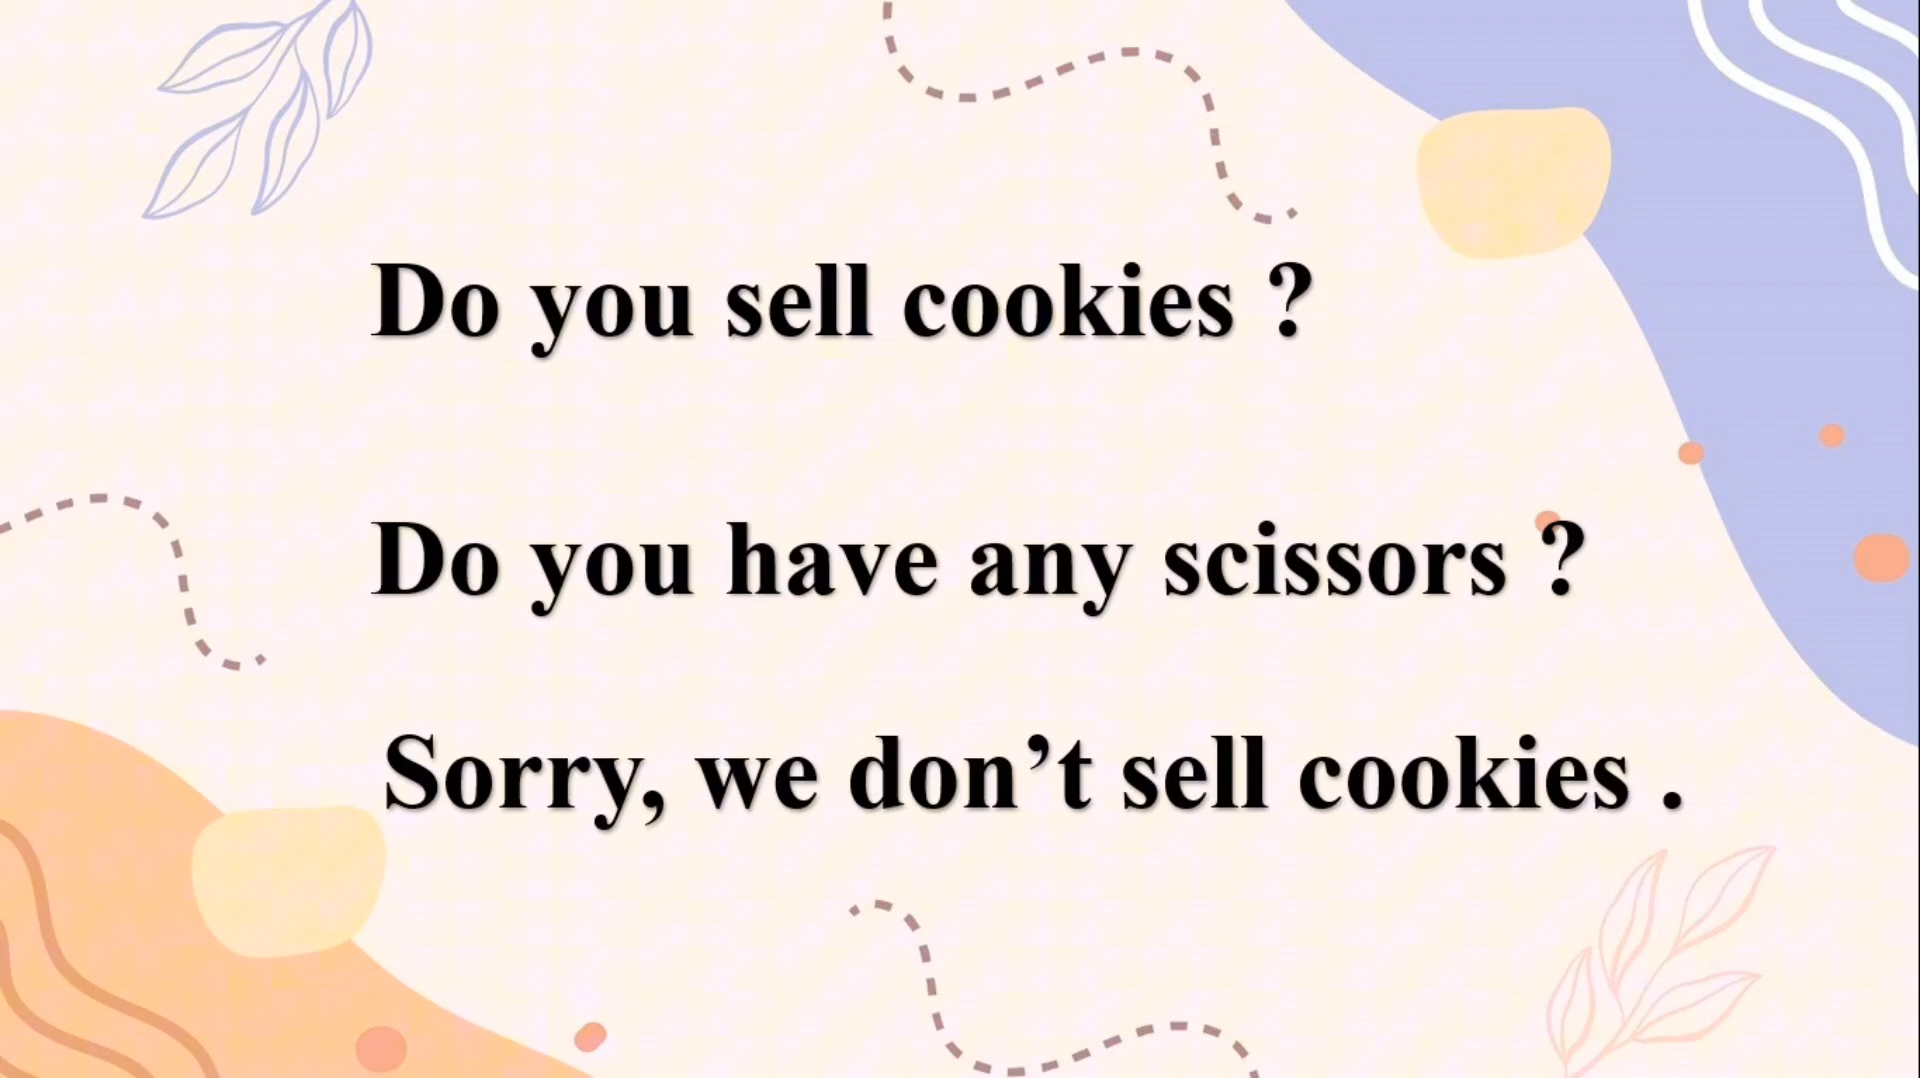 Do you sell cookies ?
Do you have any scissors ?
Sorry, we don’t sell cookies .